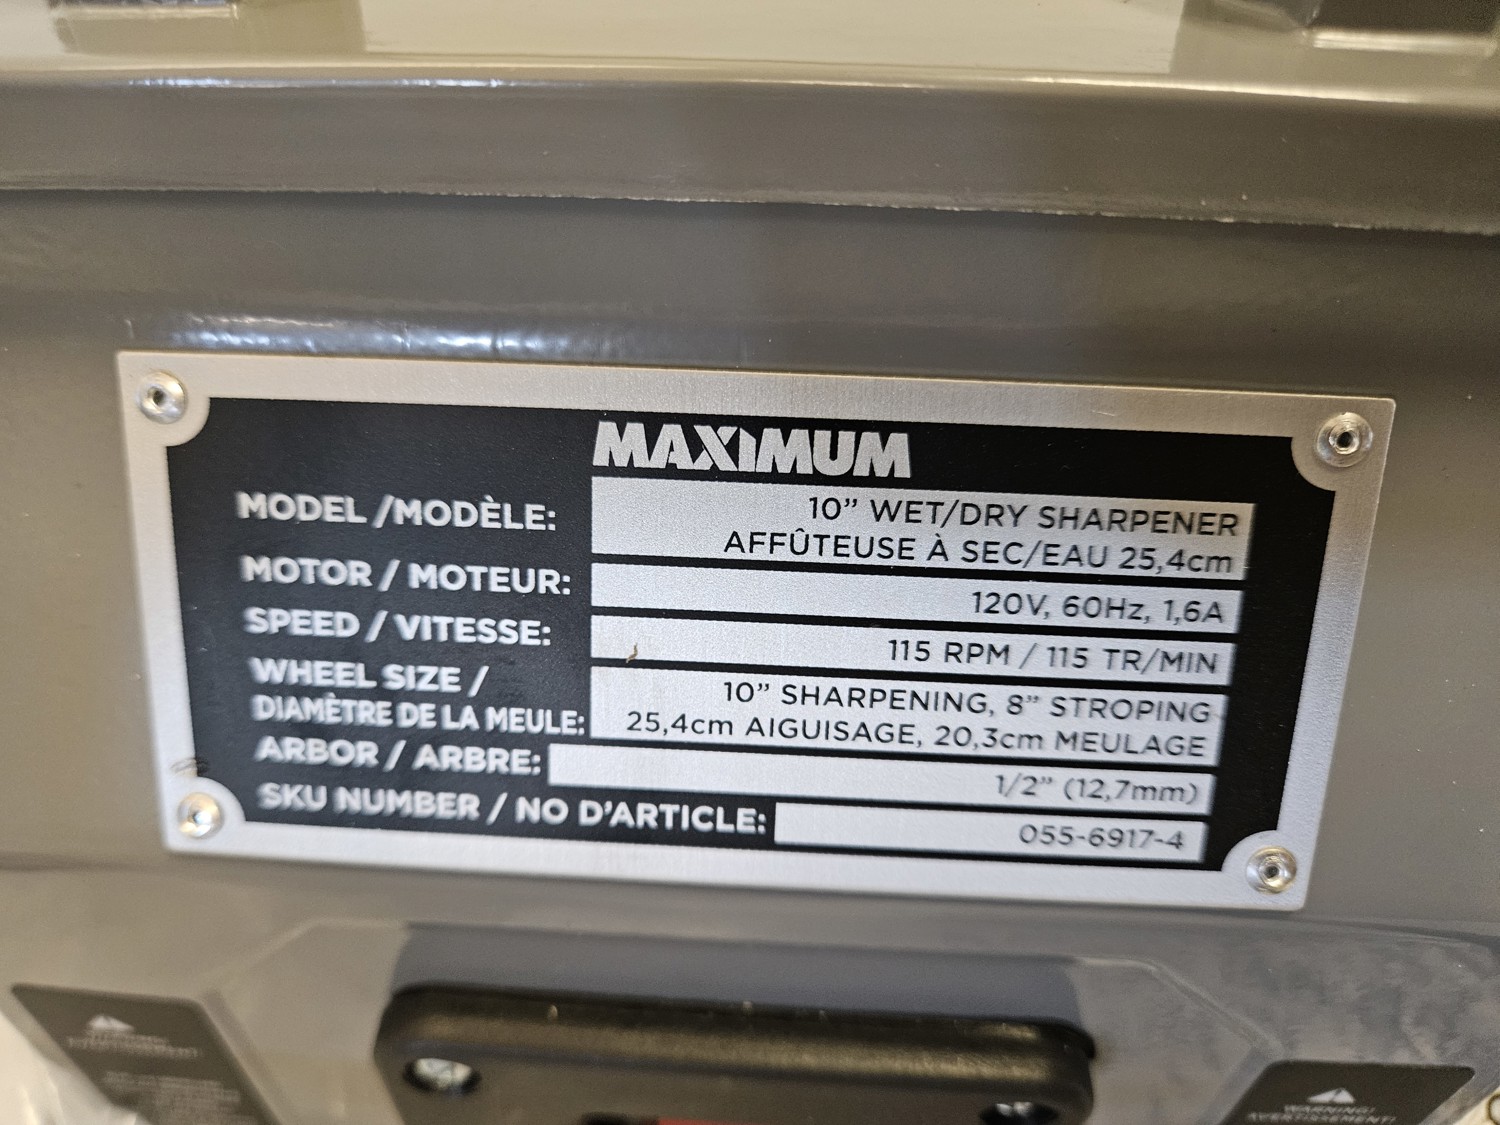 MAXIMUM
MODEL /MODÈLE: 10” WET/DRY SHARPENER
AFFÛTEUSE À SEC/EAU 25,4cm
MOTOR / MOTEUR: 120V, 60Hz, 1,6A
SPEED / VITESSE: 115 RPM / 115 TR/MIN
WHEEL SIZE / 10” SHARPENING, 8” STROPING
DIAMÈTRE DE LA MEULE: 25,4cm AIGUISAGE, 20,3cm MEULAGE
ARBOR / ARBRE: 1/2” (12,7mm)
SKU NUMBER / NO D’ARTICLE: 055-6917-4
WARNING!
AVERTISSEMENT!